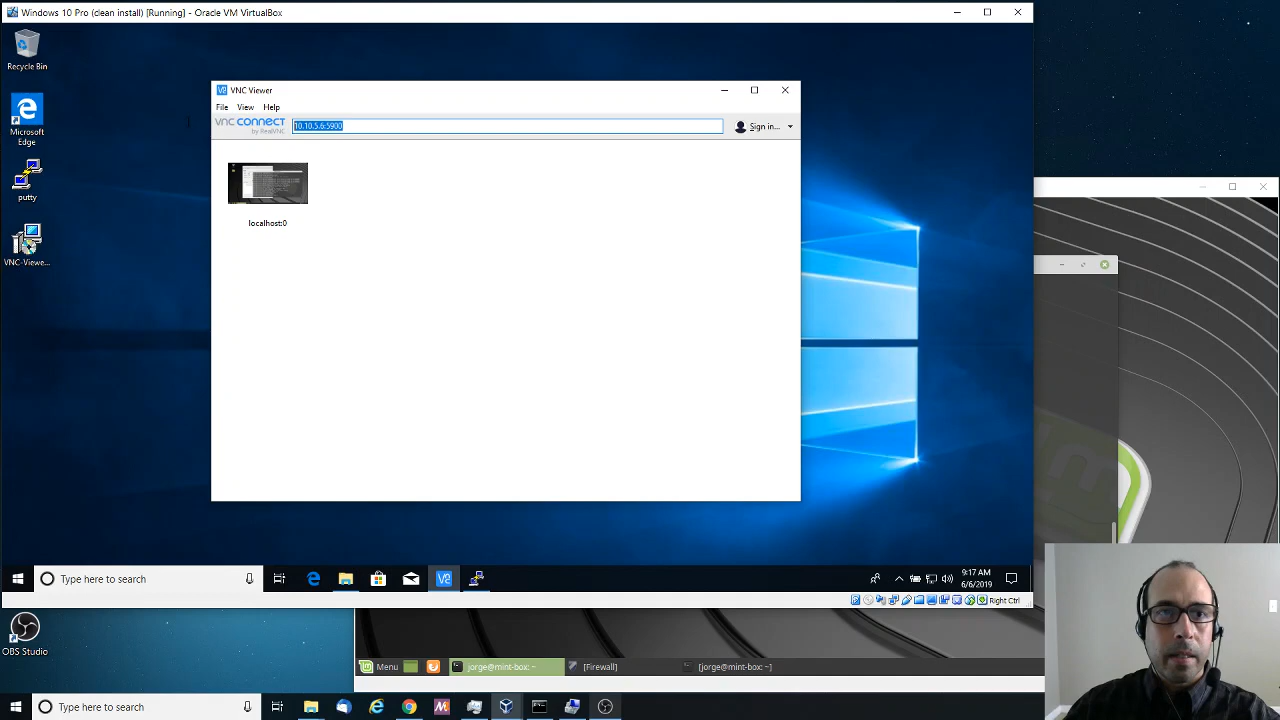 Windows 10 Pro (clean install) [Running] - Oracle VM VirtualBox
Recycle Bin
Microsoft
Edge
putty
VNC-Viewe...
VNC Viewer
File View Help
vnc connect
by RealVNC
10.10.5.6:5900
Sign in...
localhost:0
Type here to search
9:17 AM
6/6/2019
Right Ctrl
OBS Studio
Menu
jorge@mint-box: ~
[Firewall]
[jorge@mint-box: ~]
Type here to search